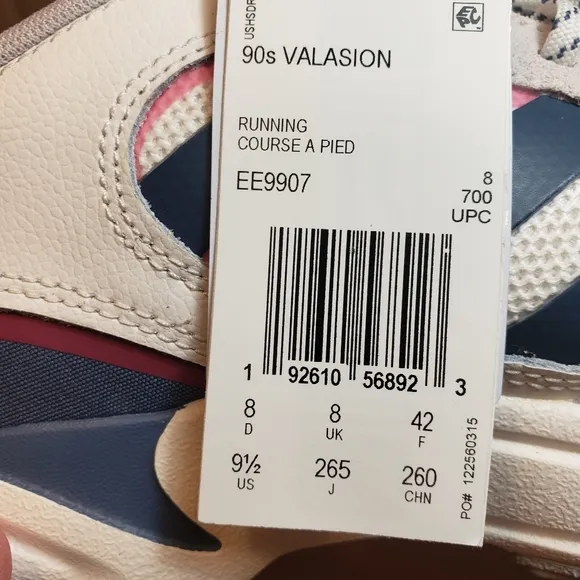 USHSDR
90s VALASION
RUNNING
COURSE A PIED
EE9907
8
700
UPC
1 92610 56892 3
8 8 42
D UK F
9½ 265 260
US J CHN
PO# 122560315